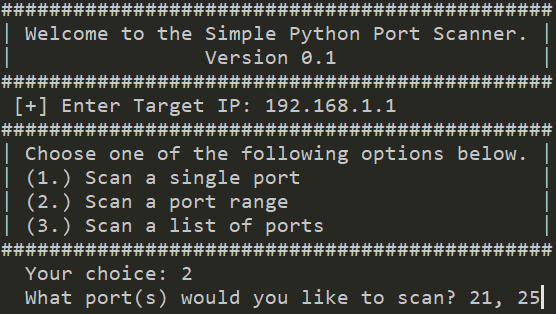 ##############################################
| Welcome to the Simple Python Port Scanner. |
|                Version 0.1                 |
##############################################
 [+] Enter Target IP: 192.168.1.1
##############################################
| Choose one of the following options below. |
| (1.) Scan a single port                    |
| (2.) Scan a port range                     |
| (3.) Scan a list of ports                  |
##############################################
  Your choice: 2
  What port(s) would you like to scan? 21, 25